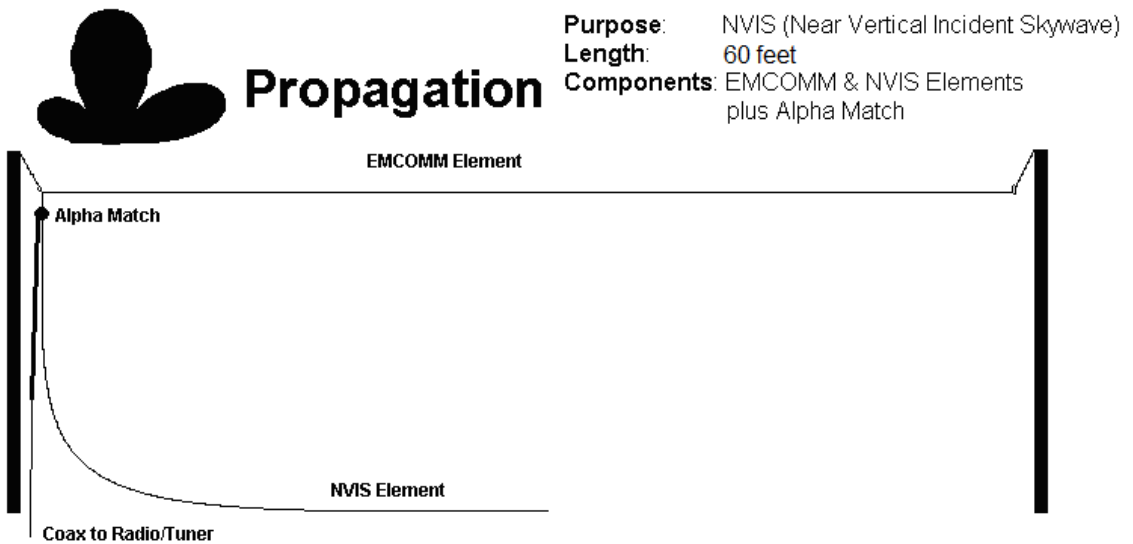 Propagation
Purpose: NVIS (Near Vertical Incident Skywave)
Length: 60 feet
Components: EMCOMM & NVIS Elements
plus Alpha Match
EMCOMM Element
Alpha Match
NVIS Element
Coax to Radio/Tuner